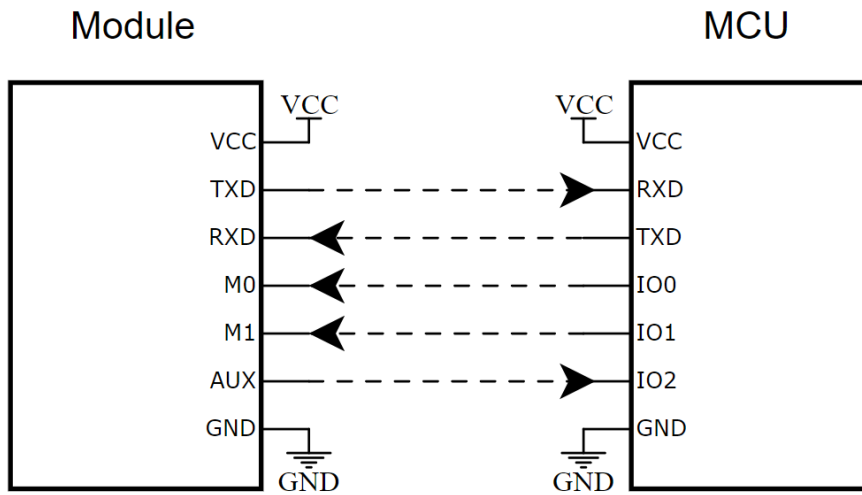 Module
MCU
VCC
VCC
VCC
VCC
TXD
RXD
RXD
TXD
M0
IO0
M1
IO1
AUX
IO2
GND
GND
GND
GND